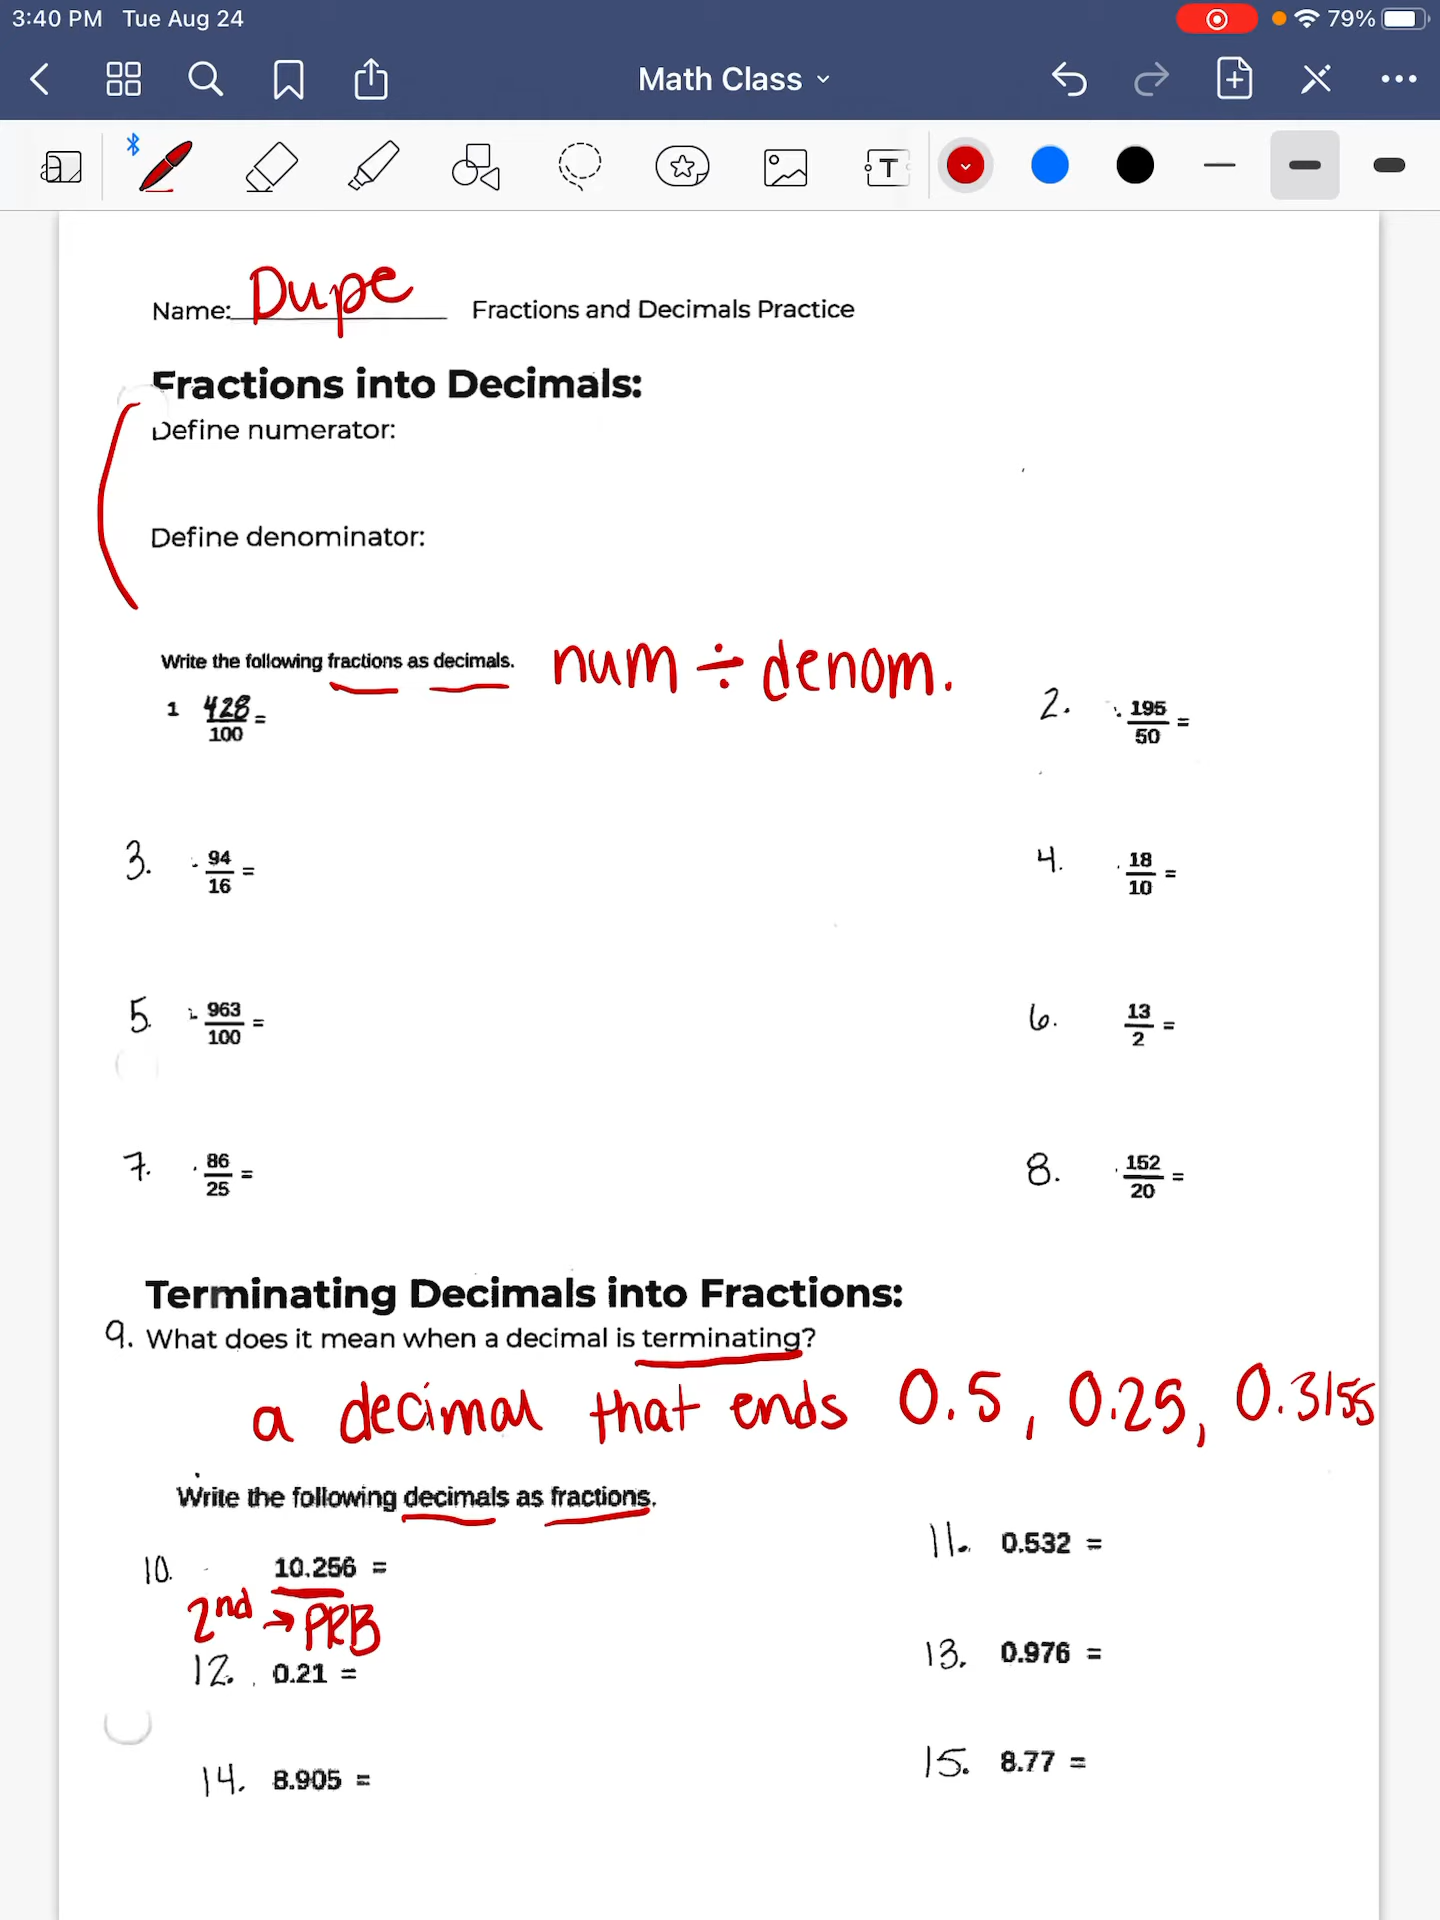 3:40 PM Tue Aug 24
79%
Math Class
Name: Dupe Fractions and Decimals Practice
Fractions into Decimals:
Define numerator:
Define denominator:
Write the following fractions as decimals. num ÷ denom.
1 428/100 =
2. 195/50 =
3. 94/16 =
4. 18/10 =
5. 963/100 =
6. 13/2 =
7. 86/25 =
8. 152/20 =
Terminating Decimals into Fractions:
9. What does it mean when a decimal is terminating?
a decimal that ends 0.5, 0.25, 0.3155
Write the following decimals as fractions.
10. 10.256 =
11. 0.532 =
2nd → PRB
12. 0.21 =
13. 0.976 =
14. 8.905 =
15. 8.77 =